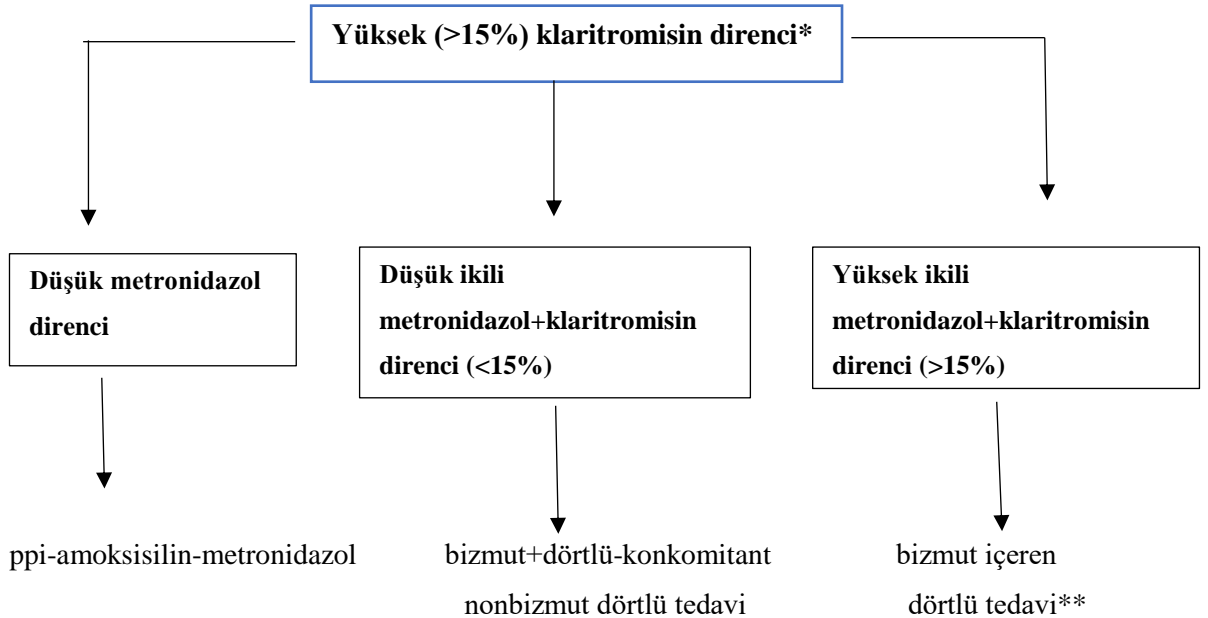 Yüksek (>15%) klaritromisin direnci*
Düşük metronidazol
direnci
Düşük ikili
metronidazol+klaritromisin
direnci (<15%)
Yüksek ikili
metronidazol+klaritromisin
direnci (>15%)
ppi-amoksisilin-metronidazol
bizmut+dörtlü-konkomitant
nonbizmut dörtlü tedavi
bizmut içeren
dörtlü tedavi**